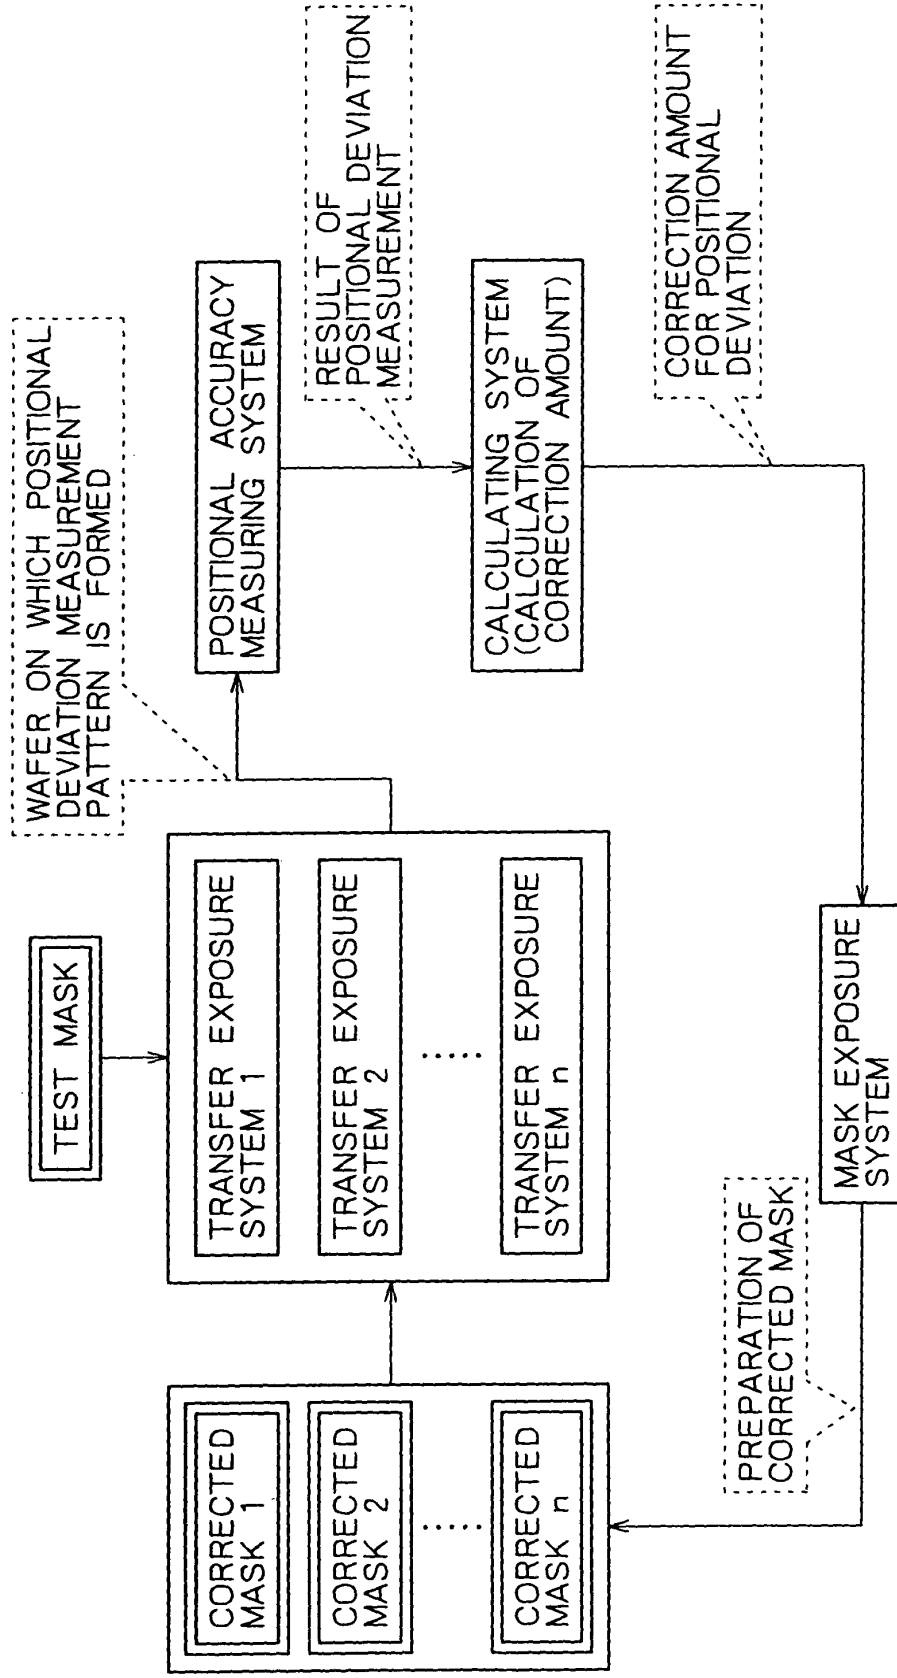 WAFER ON WHICH POSITIONAL
DEVIATION MEASUREMENT
PATTERN IS FORMED
TEST MASK
POSITIONAL ACCURACY
MEASURING SYSTEM
RESULT OF
POSITIONAL DEVIATION
MEASUREMENT
CORRECTED
MASK 1
CORRECTED
MASK 2
.....
CORRECTED
MASK n
TRANSFER EXPOSURE
SYSTEM 1
TRANSFER EXPOSURE
SYSTEM 2
.....
TRANSFER EXPOSURE
SYSTEM n
CALCULATING SYSTEM
(CALCULATION OF
CORRECTION AMOUNT)
CORRECTION AMOUNT
FOR POSITIONAL
DEVIATION
PREPARATION OF
CORRECTED MASK
MASK EXPOSURE
SYSTEM